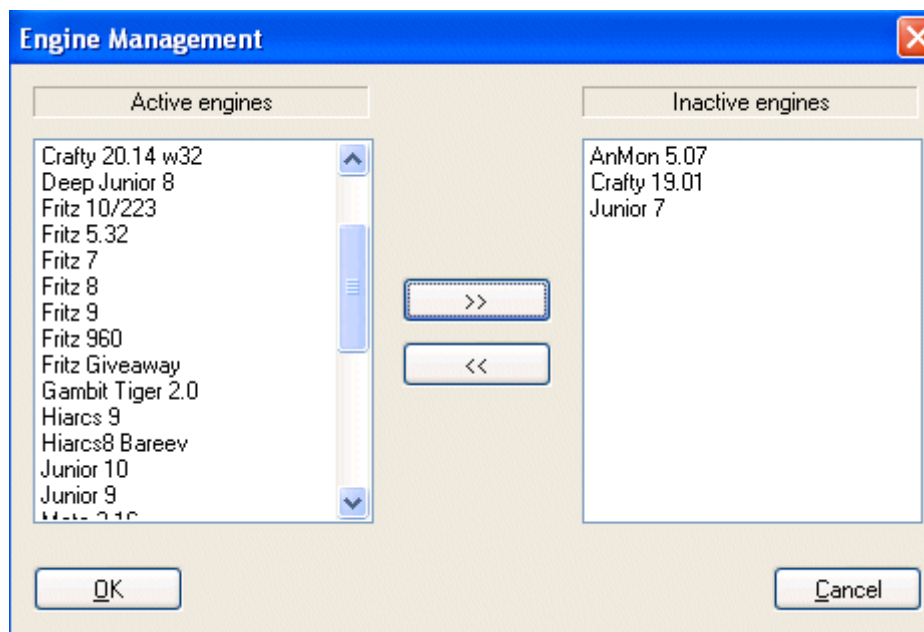 Engine Management
Active engines
Crafty 20.14 w32
Deep Junior 8
Fritz 10/223
Fritz 5.32
Fritz 7
Fritz 8
Fritz 9
Fritz 960
Fritz Giveaway
Gambit Tiger 2.0
Hiarcs 9
Hiarcs8 Bareev
Junior 10
Junior 9
>>
<<
Inactive engines
AnMon 5.07
Crafty 19.01
Junior 7
OK
Cancel